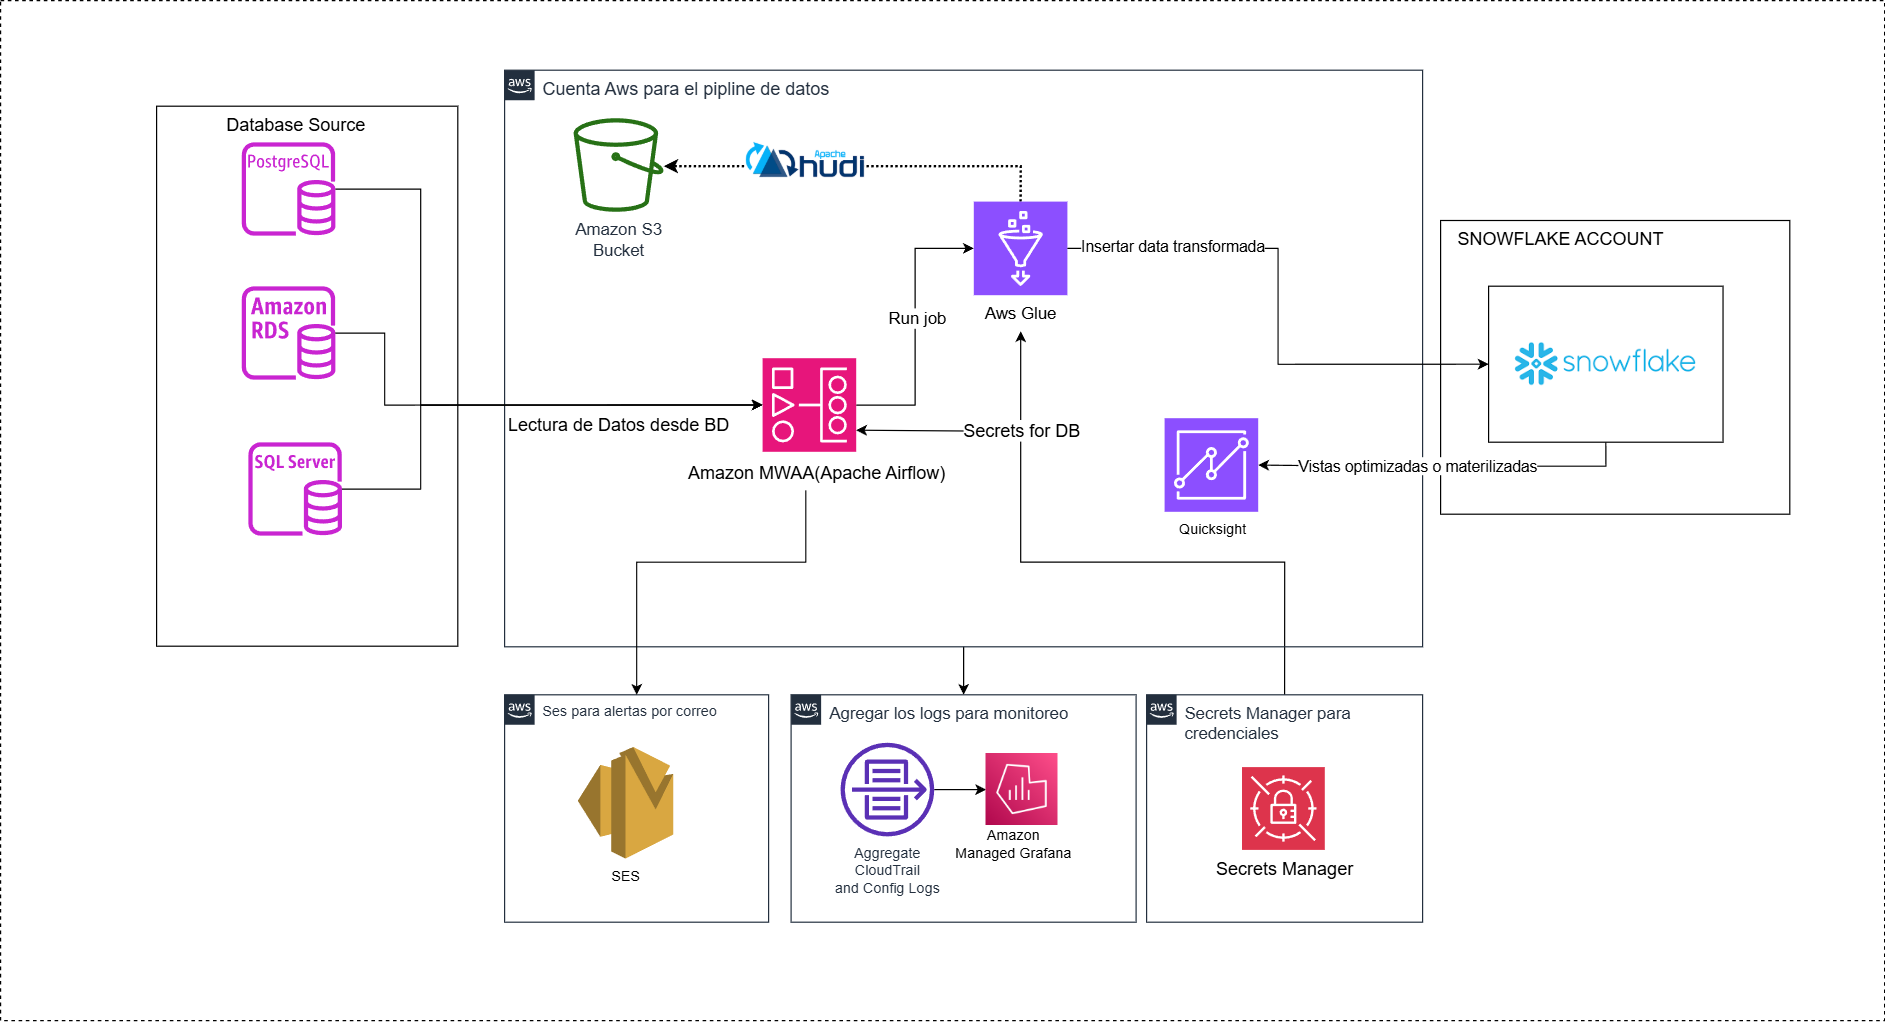 Database Source
PostgreSQL
Amazon
RDS
SQL Server
aws
Cuenta Aws para el pipline de datos
Amazon S3
Bucket
Apache
hudi
Aws Glue
Insertar data transformada
Run job
Lectura de Datos desde BD
Amazon MWAA(Apache Airflow)
Secrets for DB
Quicksight
Vistas optimizadas o materilizadas
SNOWFLAKE ACCOUNT
snowflake
aws
Ses para alertas por correo
SES
aws
Agregar los logs para monitoreo
Aggregate
CloudTrail
and Config Logs
Amazon
Managed Grafana
aws
Secrets Manager para
credenciales
Secrets Manager